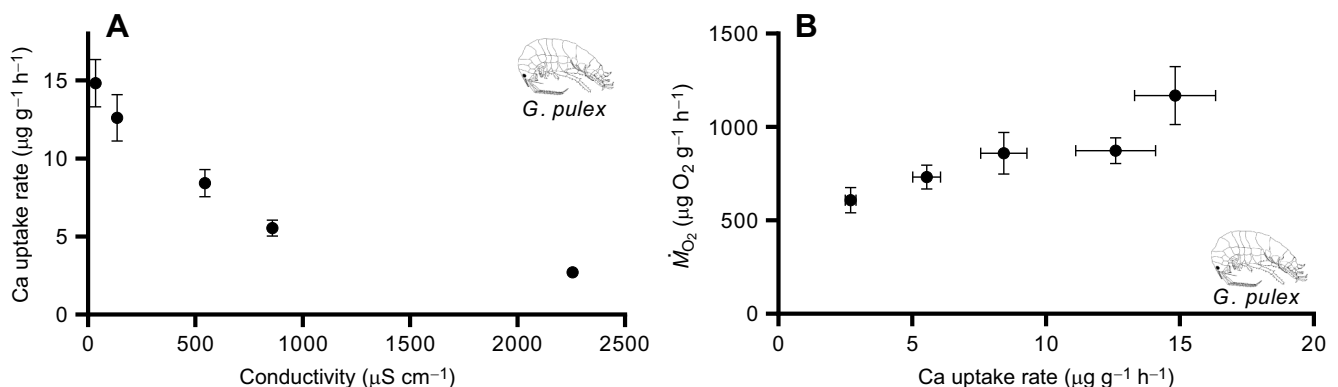 A
Ca uptake rate (μg g⁻¹ h⁻¹)
15
10
5
0
0 500 1000 1500 2000 2500
Conductivity (μS cm⁻¹)
G. pulex
B
ṀO₂ (μg O₂ g⁻¹ h⁻¹)
1500
1000
500
0
0 5 10 15 20
Ca uptake rate (μg g⁻¹ h⁻¹)
G. pulex